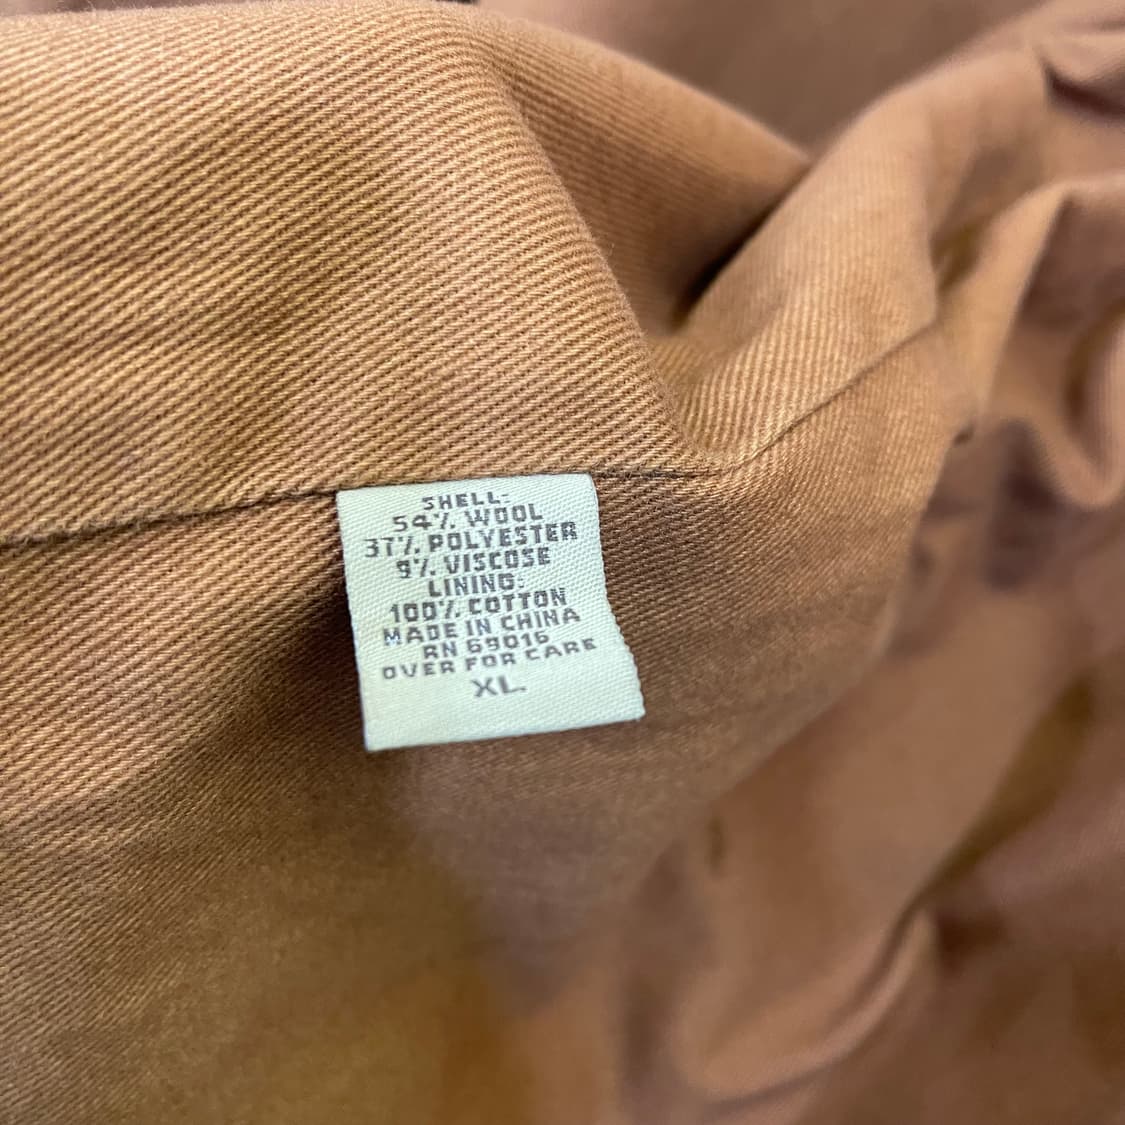 SHELL:
54% WOOL
37% POLYESTER
9% VISCOSE
LINING:
100% COTTON
MADE IN CHINA
RN 69016
OVER FOR CARE
XL